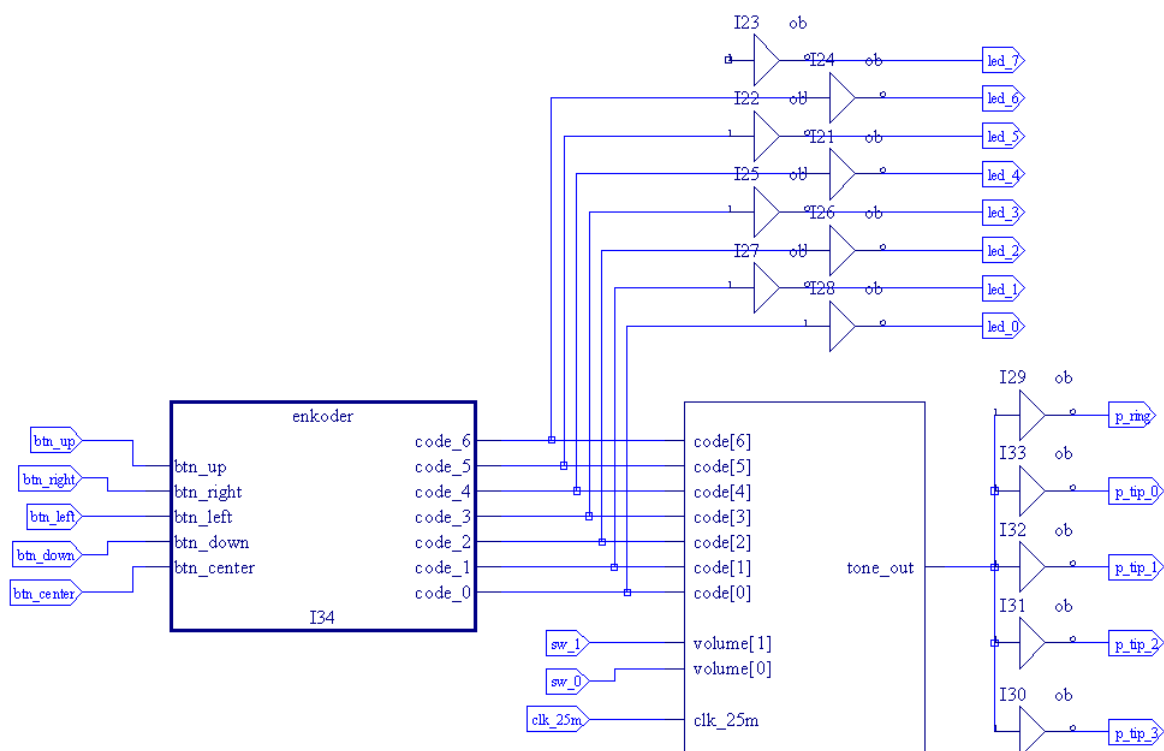 I23 ob
led_7
I24 ob
led_6
I22 ob
led_5
I21 ob
led_4
I25 ob
led_3
I26 ob
led_2
I27 ob
led_1
I28 ob
led_0
enkoder
btn_up
btn_right
btn_left
btn_down
btn_center
btn_up
btn_right
btn_left
btn_down
btn_center
code_6
code_5
code_4
code_3
code_2
code_1
code_0
I34
code[6]
code[5]
code[4]
code[3]
code[2]
code[1]
code[0]
sw_1
sw_0
clk_25m
volume[1]
volume[0]
clk_25m
tone_out
I29 ob
p_ring
I33 ob
p_tip_0
I32 ob
p_tip_1
I31 ob
p_tip_2
I30 ob
p_tip_3